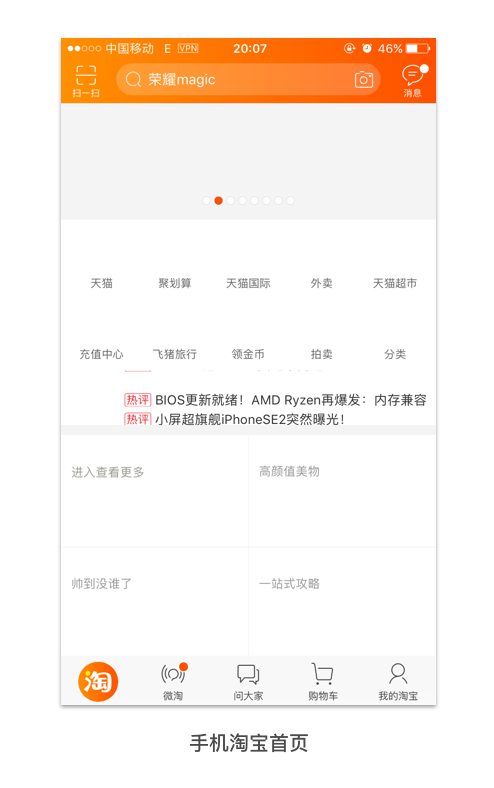 中国移动 E VPN 20:07 46%
扫一扫 荣耀magic 消息
天猫 聚划算 天猫国际 外卖 天猫超市
充值中心 飞猪旅行 领金币 拍卖 分类
热评 BIOS更新就绪！AMD Ryzen再爆发：内存兼容
热评 小屏超旗舰iPhoneSE2突然曝光！
进入查看更多 高颜值美物
帅到没谁了 一站式攻略
淘 微淘 问大家 购物车 我的淘宝
手机淘宝首页